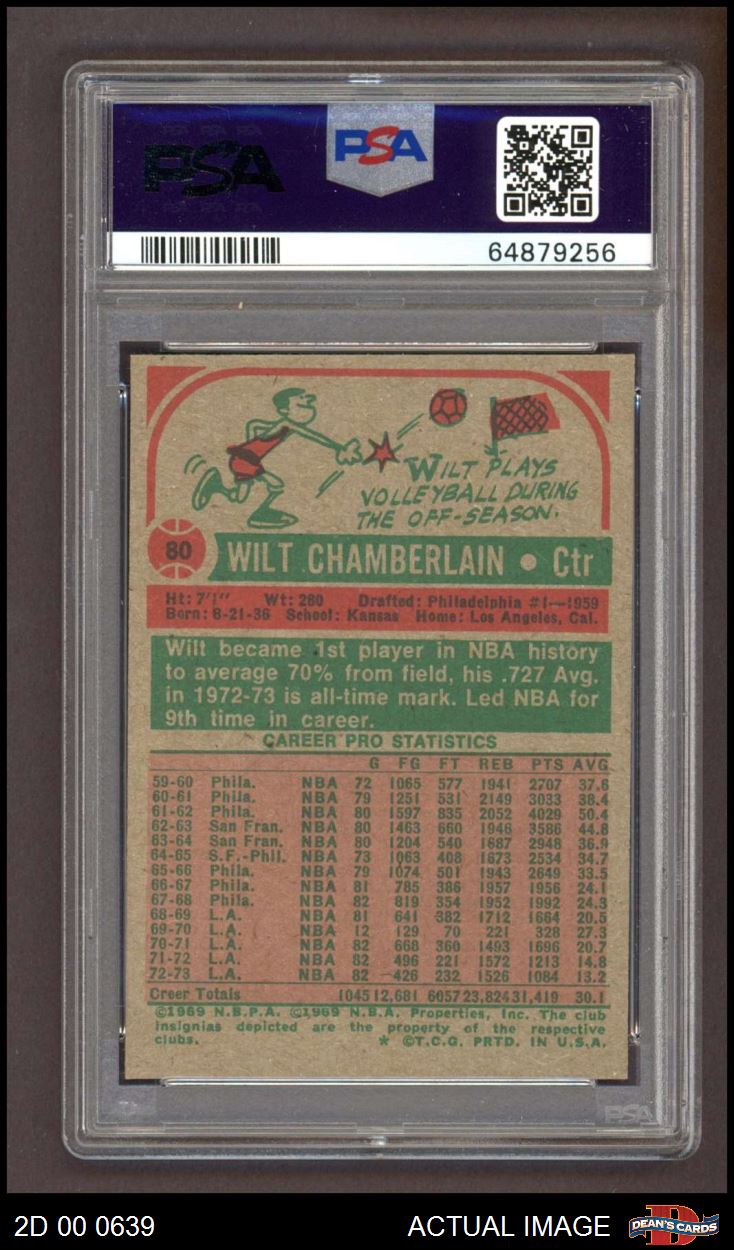 PSA
PSA
64879256
WILT PLAYS
VOLLEYBALL DURING
THE OFF-SEASON.
80 WILT CHAMBERLAIN • Ctr
Ht: 7'1" Wt: 280 Drafted: Philadelphia #1—1959
Born: 8-21-36 School: Kansas Home: Los Angeles, Cal.
Wilt became 1st player in NBA history
to average 70% from field, his .727 Avg.
in 1972-73 is all-time mark. Led NBA for
9th time in career.
CAREER PRO STATISTICS
G FG FT REB PTS AVG
59-60 Phila. NBA 72 1065 577 1941 2707 37.6
60-61 Phila. NBA 79 1251 531 2149 3033 38.4
61-62 Phila. NBA 80 1597 835 2052 4029 50.4
62-63 San Fran. NBA 80 1463 660 1946 3586 44.8
63-64 San Fran. NBA 80 1204 540 1687 2948 36.9
64-65 S.F.-Phil. NBA 73 1063 408 1673 2534 34.7
65-66 Phila. NBA 79 1074 501 1943 2649 33.5
66-67 Phila. NBA 81 785 386 1957 1956 24.1
67-68 Phila. NBA 82 819 354 1952 1992 24.3
68-69 L.A. NBA 81 641 382 1712 1664 20.5
69-70 L.A. NBA 12 129 70 221 328 27.3
70-71 L.A. NBA 82 668 360 1493 1696 20.7
71-72 L.A. NBA 82 496 221 1572 1213 14.8
72-73 L.A. NBA 82 426 232 1526 1084 13.2
Creer Totals 1045 12,681 6057 23,824 31,419 30.1
©1969 N.B.P.A. ©1969 N.B.A. Properties, Inc. The club
insignias depicted are the property of the respective
clubs. * ©T.C.G. PRTD. IN U.S.A.
PSA
2D 00 0639 ACTUAL IMAGE DEAN'S CARDS